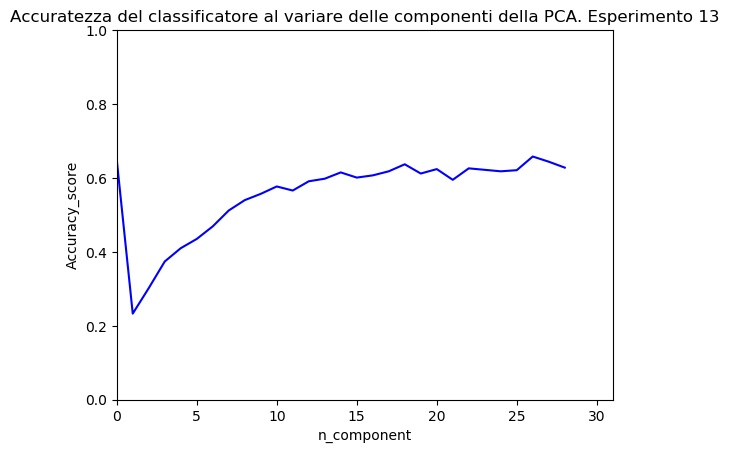 Accuratezza del classificatore al variare delle componenti della PCA. Esperimento 13
1.0
0.8
0.6
0.4
0.2
0.0
Accuracy_score
0 5 10 15 20 25 30
n_component